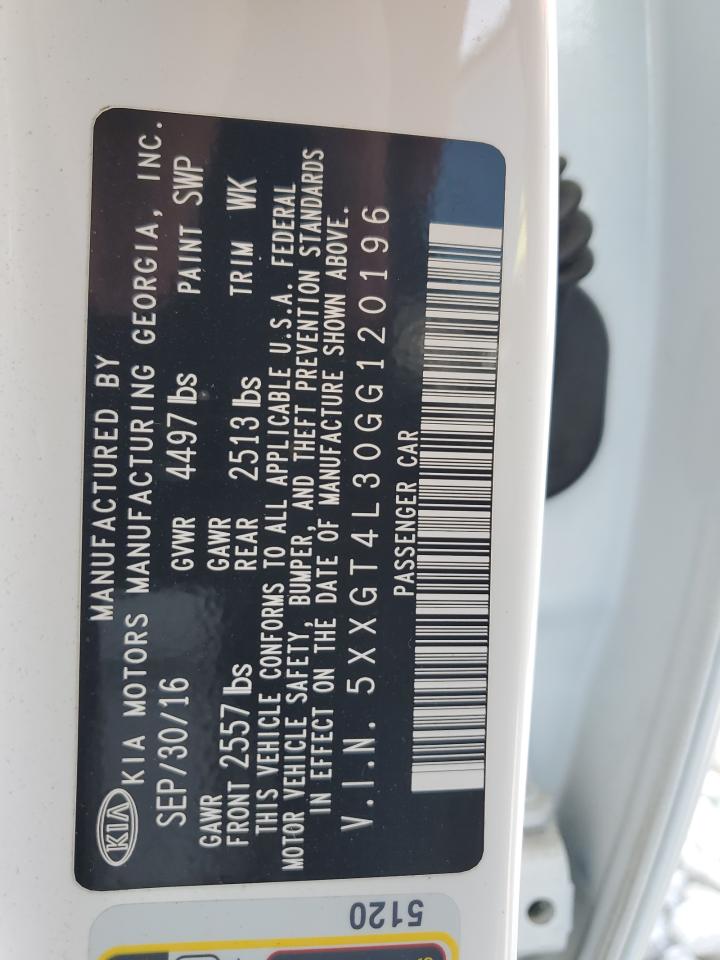 MANUFACTURED BY
KIA KIA MOTORS MANUFACTURING GEORGIA, INC.
SEP/30/16 GVWR 4497 lbs PAINT SWP
GAWR FRONT 2557 lbs GAWR REAR 2513 lbs TRIM WK
THIS VEHICLE CONFORMS TO ALL APPLICABLE U.S.A. FEDERAL
MOTOR VEHICLE SAFETY, BUMPER, AND THEFT PREVENTION STANDARDS
IN EFFECT ON THE DATE OF MANUFACTURE SHOWN ABOVE.
V.I.N. 5XXGT4L30GG120196
PASSENGER CAR
5120